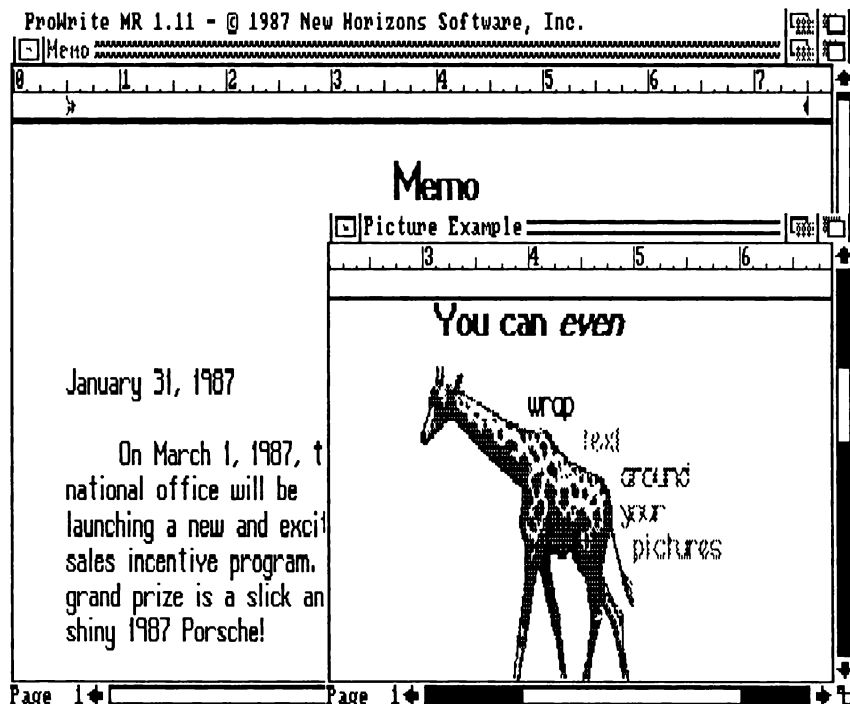 ProWrite MR 1.11 - © 1987 New Horizons Software, Inc.
Memo
0 1 2 3 4 5 6 7
Memo
January 31, 1987
On March 1, 1987, t
national office will be
launching a new and excit
sales incentive program.
grand prize is a slick an
shiny 1987 Porsche!
Page 1
Picture Example
3 4 5 6
You can even
wrap
text
around
your
pictures
Page 1